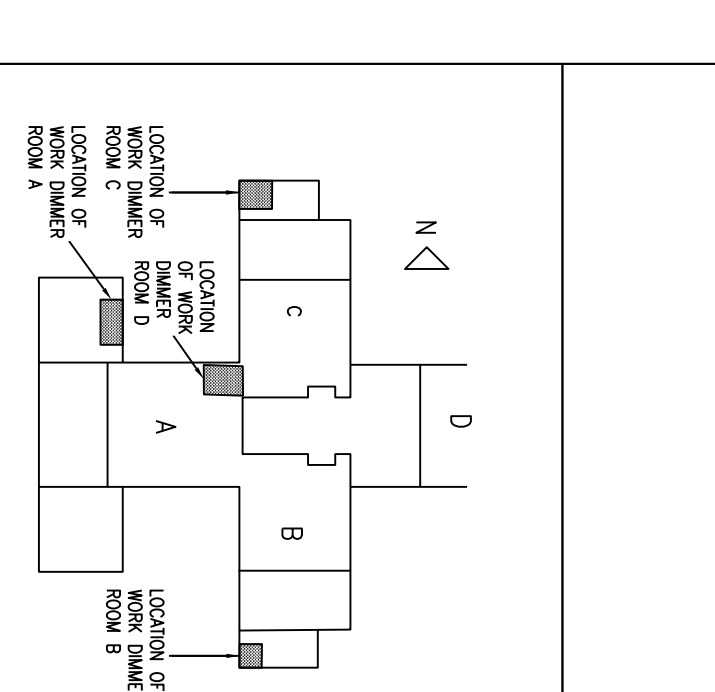 LOCATION OF
WORK DIMMER
ROOM C
LOCATION OF
WORK DIMMER
ROOM A
N
LOCATION
OF WORK
DIMMER
ROOM D
C
D
A
B
LOCATION OF
WORK DIMME
ROOM B